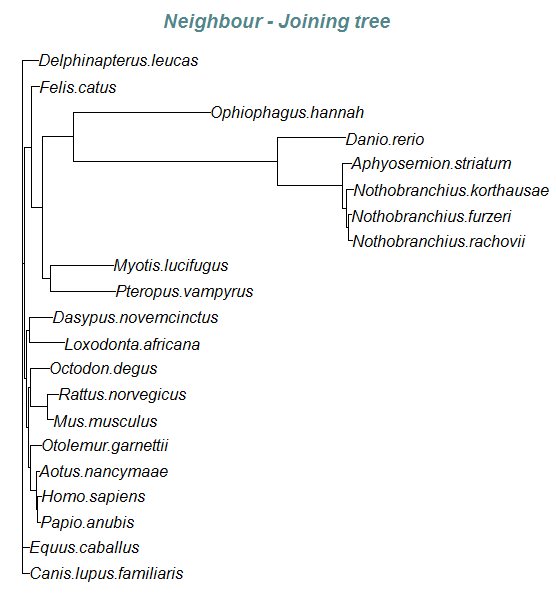 Neighbour - Joining tree
Delphinapterus.leucas
Felis.catus
Ophiophagus.hannah
Danio.rerio
Aphyosemion.striatum
Nothobranchius.korthausae
Nothobranchius.furzeri
Nothobranchius.rachovii
Myotis.lucifugus
Pteropus.vampyrus
Dasypus.novemcinctus
Loxodonta.africana
Octodon.degus
Rattus.norvegicus
Mus.musculus
Otolemur.garnettii
Aotus.nancymaae
Homo.sapiens
Papio.anubis
Equus.caballus
Canis.lupus.familiaris